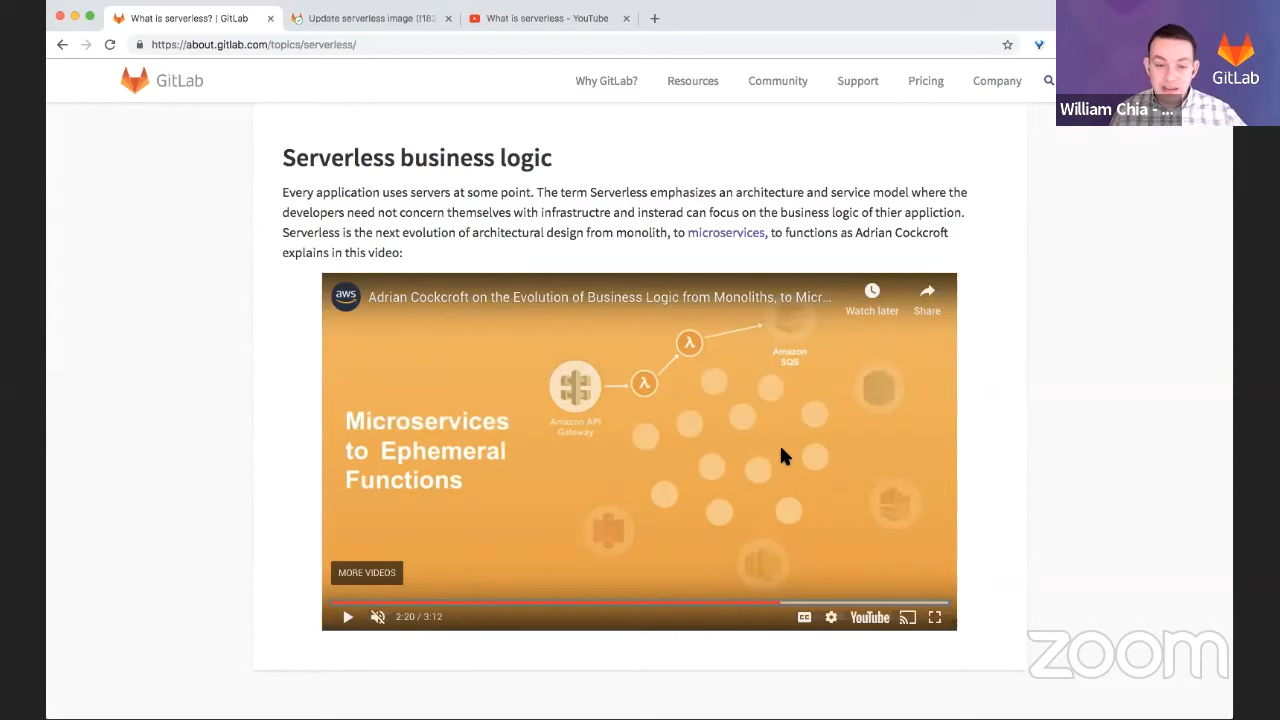 What is serverless? | GitLab
Update serverless image (!182
What is serverless - YouTube
https://about.gitlab.com/topics/serverless/
GitLab
Why GitLab?
Resources
Community
Support
Pricing
Company
GitLab
William Chia - ...
Serverless business logic
Every application uses servers at some point. The term Serverless emphasizes an architecture and service model where the
developers need not concern themselves with infrastructre and insterad can focus on the business logic of thier appliction.
Serverless is the next evolution of architectural design from monolith, to microservices, to functions as Adrian Cockcroft
explains in this video:
aws
Adrian Cockcroft on the Evolution of Business Logic from Monoliths, to Micr...
Watch later
Share
λ
λ
Amazon
SQS
Amazon API
Gateway
Microservices
to Ephemeral
Functions
MORE VIDEOS
2:20 / 3:12
CC
YouTube
zoom